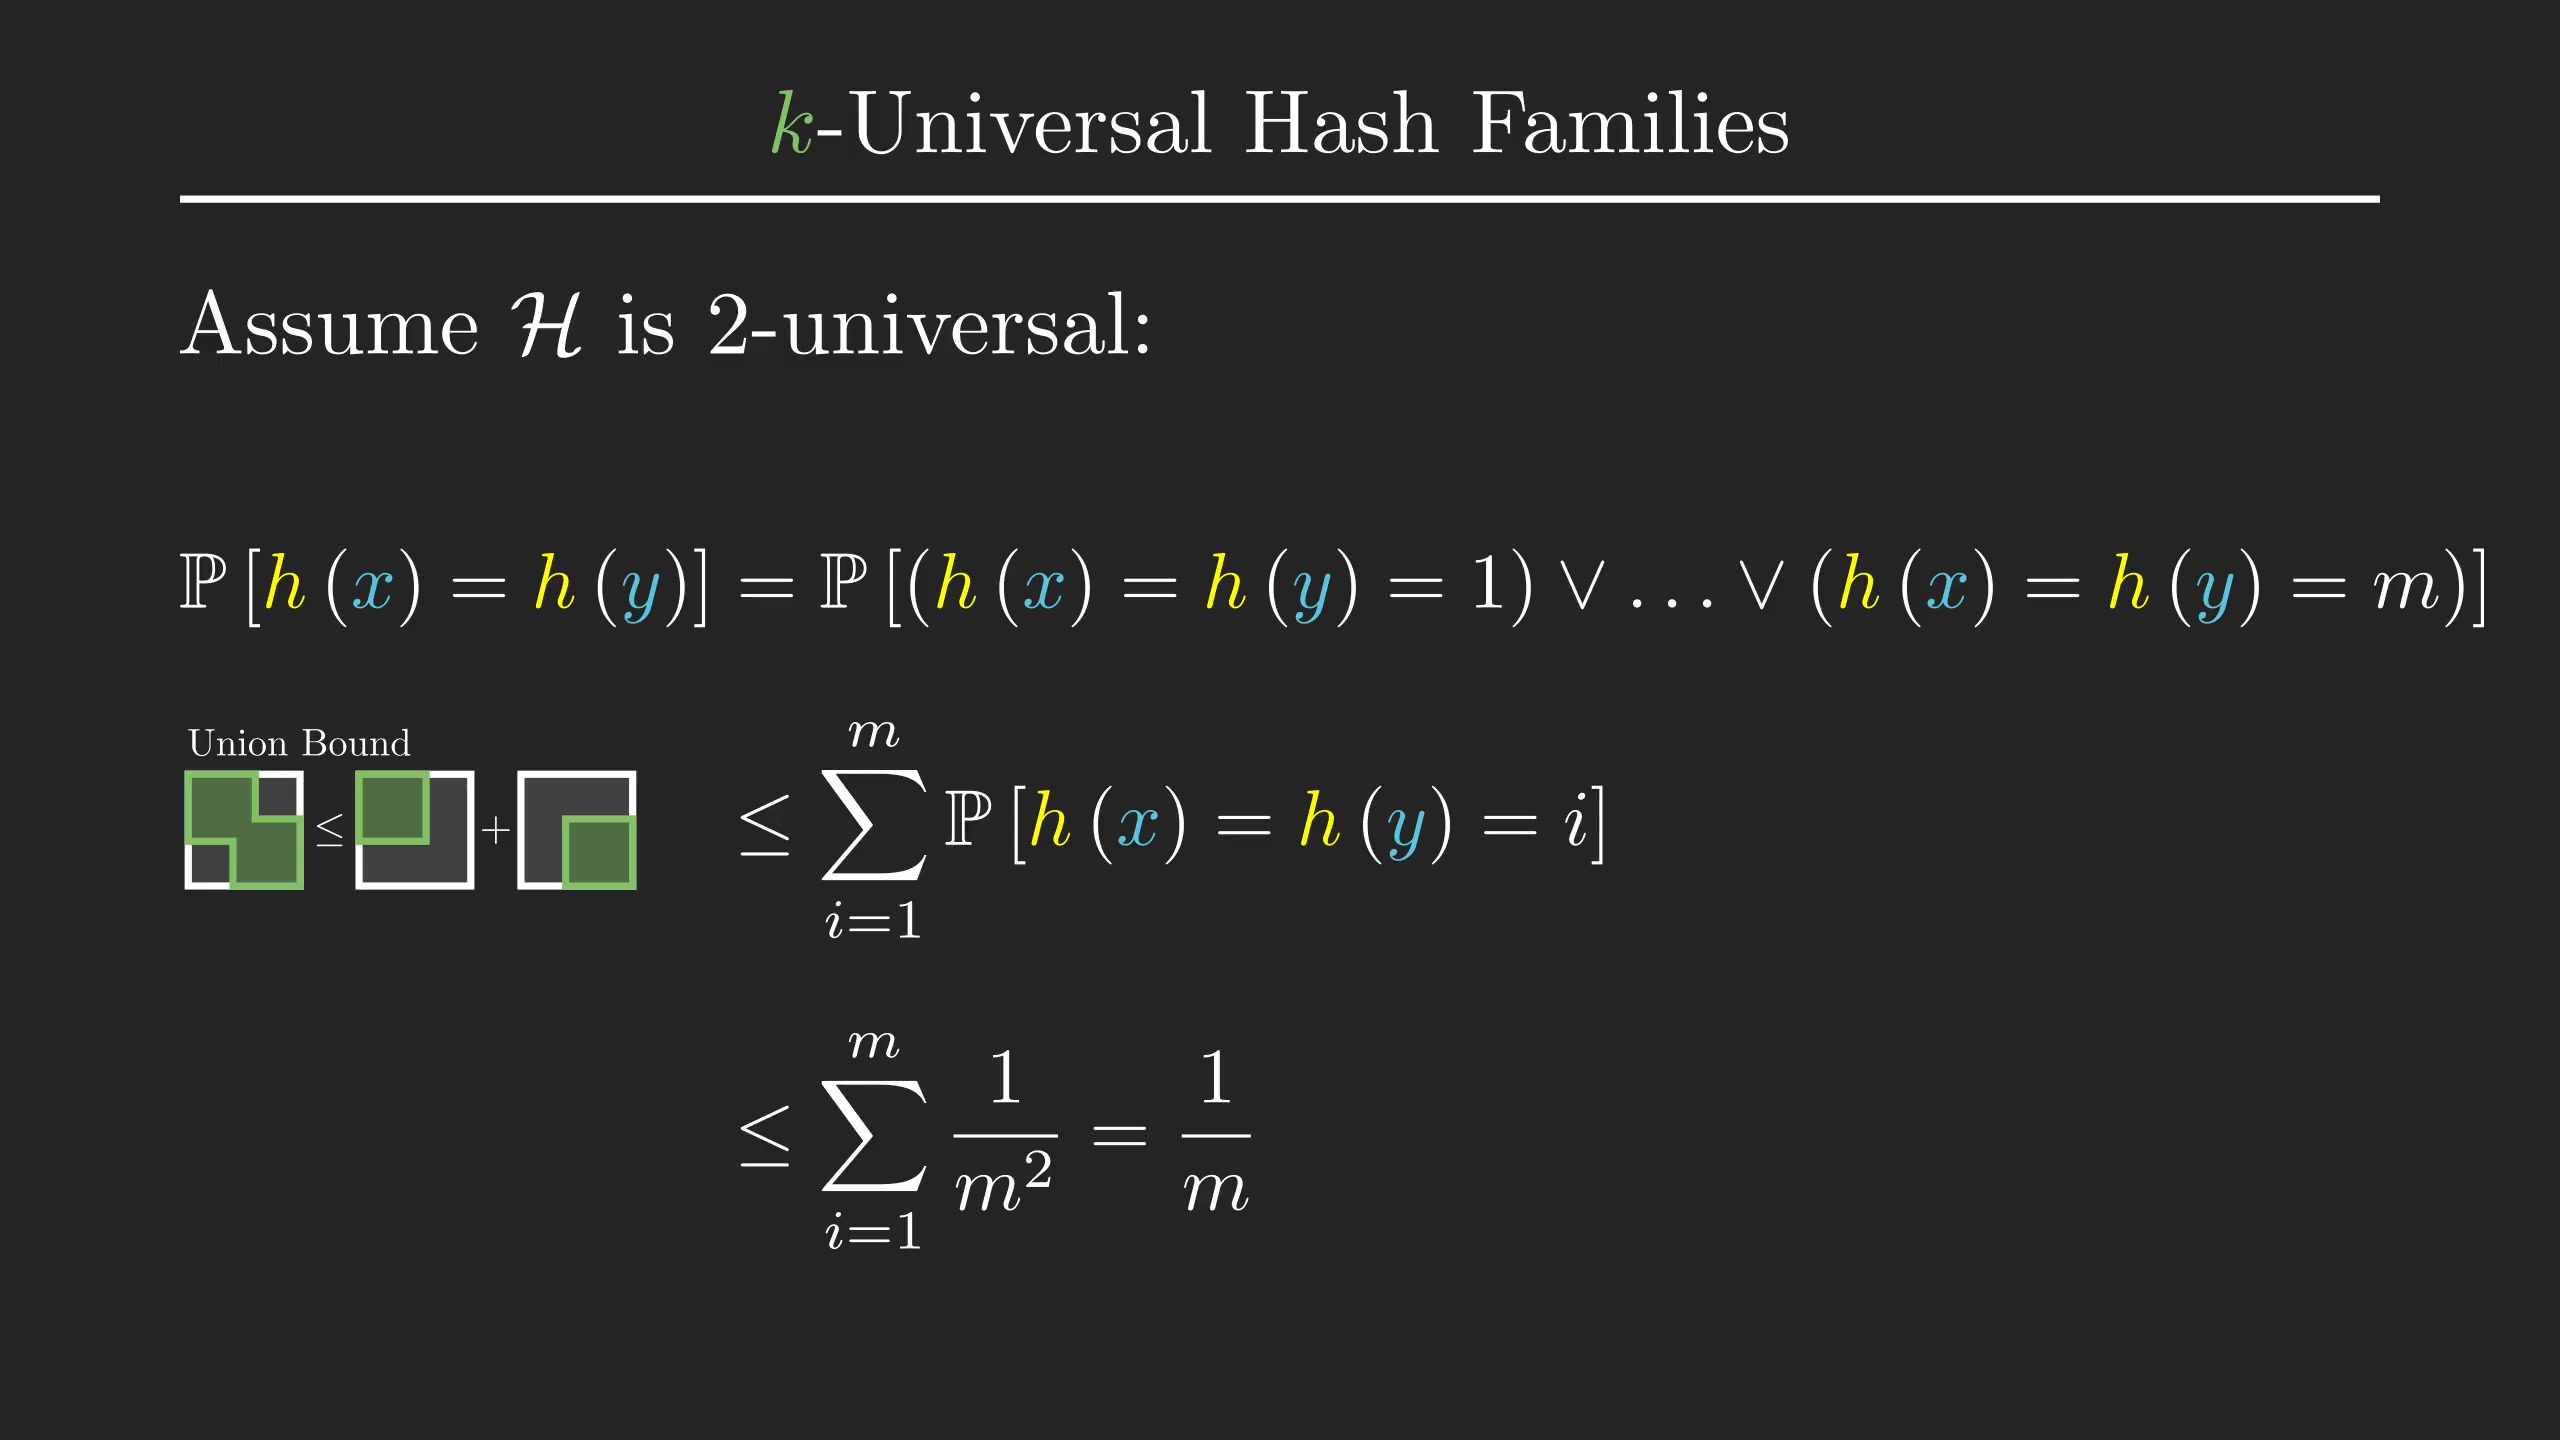 k-Universal Hash Families
Assume ℋ is 2-universal:
ℙ [h (x) = h (y)] = ℙ [(h (x) = h (y) = 1) ∨ … ∨ (h (x) = h (y) = m)]
Union Bound
≤ +
≤ ∑_{i=1}^{m} ℙ [h (x) = h (y) = i]
≤ ∑_{i=1}^{m} 1/m² = 1/m